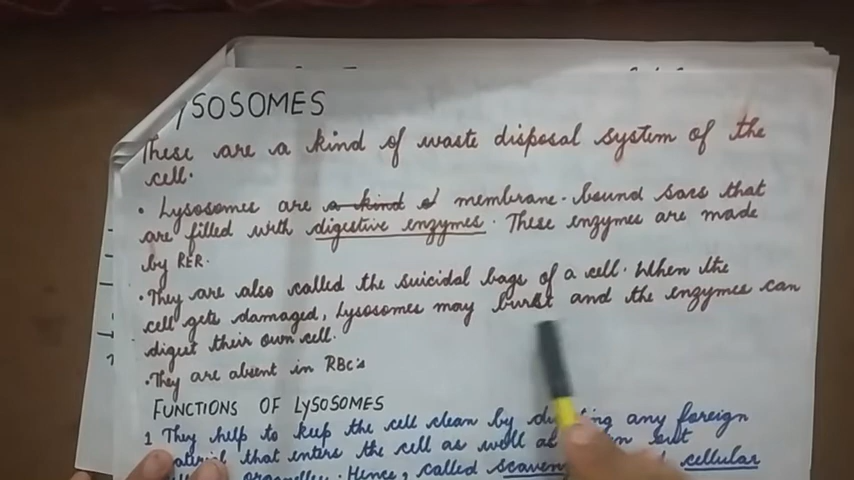 LYSOSOMES
These are a kind of waste disposal system of the
cell.
• Lysosomes are a kind of membrane-bound sacs that
are filled with digestive enzymes. These enzymes are made
by RER.
• They are also called the suicidal bags of a cell. When the
cell gets damaged, Lysosomes may burst and the enzymes can
digest their own cell.
• They are absent in RBc's
FUNCTIONS OF LYSOSOMES
1 They help to keep the cell clean by any foreign
material that enters the cell as well as
organelles. Hence, called cellular